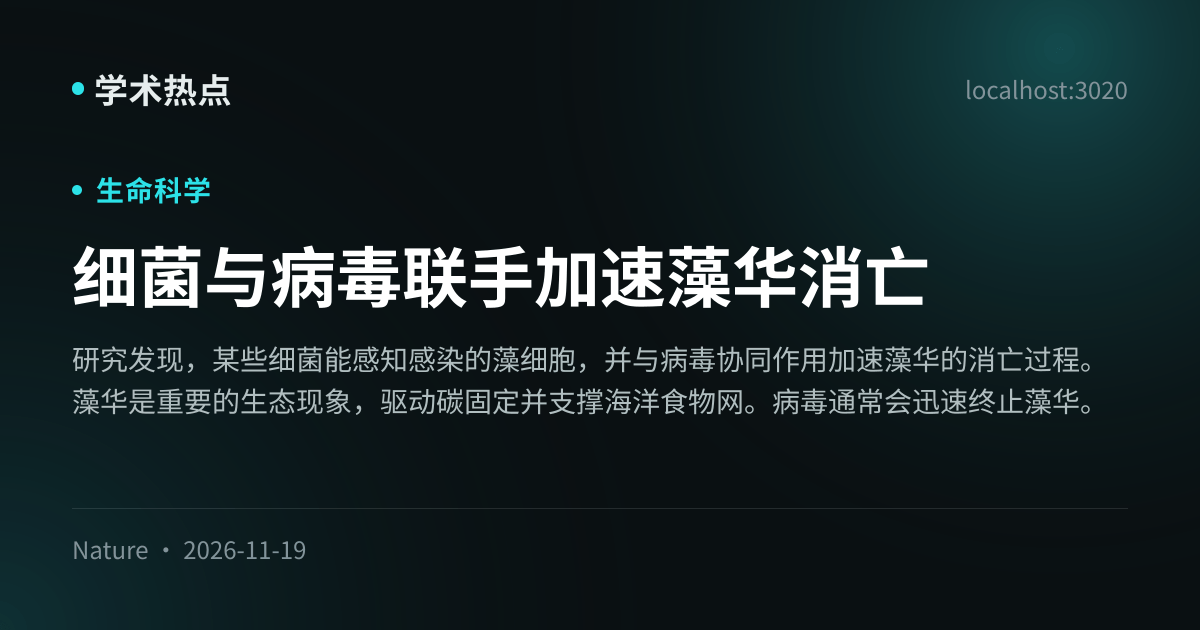 学术热点
localhost:3020
生命科学
细菌与病毒联手加速藻华消亡
研究发现，某些细菌能感知感染的藻细胞，并与病毒协同作用加速藻华的消亡过程。
藻华是重要的生态现象，驱动碳固定并支撑海洋食物网。病毒通常会迅速终止藻华。
Nature · 2026-11-19